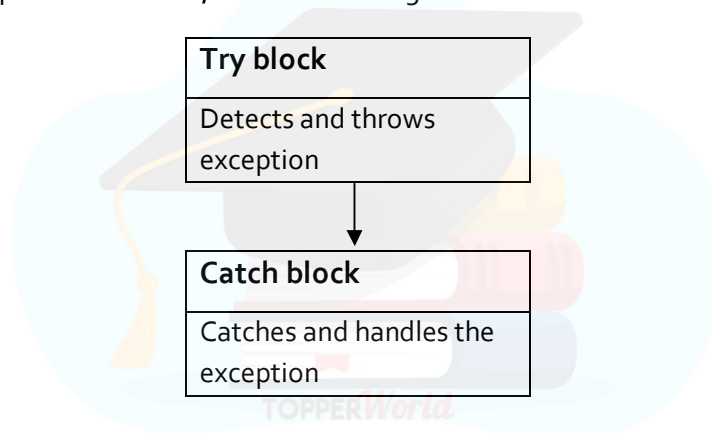 Try block
Detects and throws
exception
Catch block
Catches and handles the
exception
TOPPERWorld